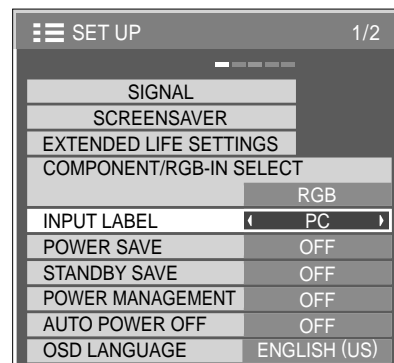 SET UP 1/2
SIGNAL
SCREENSAVER
EXTENDED LIFE SETTINGS
COMPONENT/RGB-IN SELECT
RGB
INPUT LABEL PC
POWER SAVE OFF
STANDBY SAVE OFF
POWER MANAGEMENT OFF
AUTO POWER OFF OFF
OSD LANGUAGE ENGLISH (US)